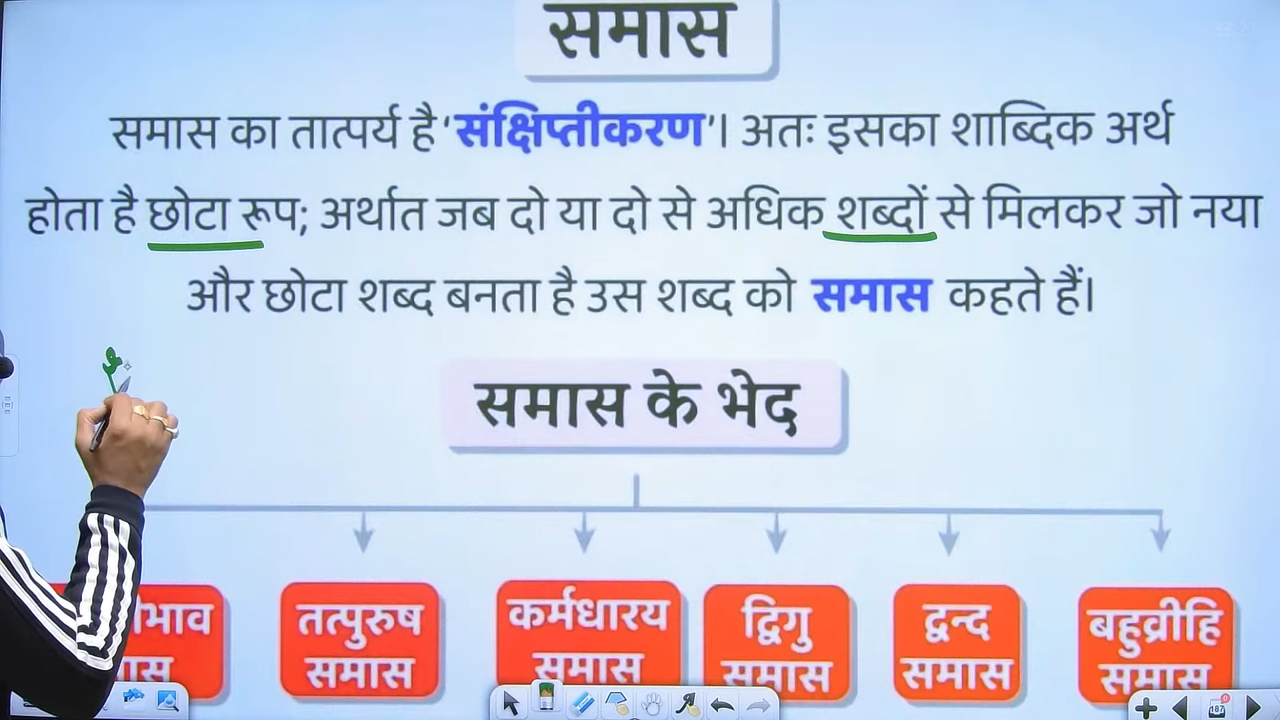 समास
समास का तात्पर्य है 'संक्षिप्तीकरण'। अतः इसका शाब्दिक अर्थ
होता है छोटा रूप; अर्थात जब दो या दो से अधिक शब्दों से मिलकर जो नया
और छोटा शब्द बनता है उस शब्द को समास कहते हैं।
समास के भेद
तत्पुरुष समास
कर्मधारय समास
द्विगु समास
द्वन्द समास
बहुव्रीहि समास
187